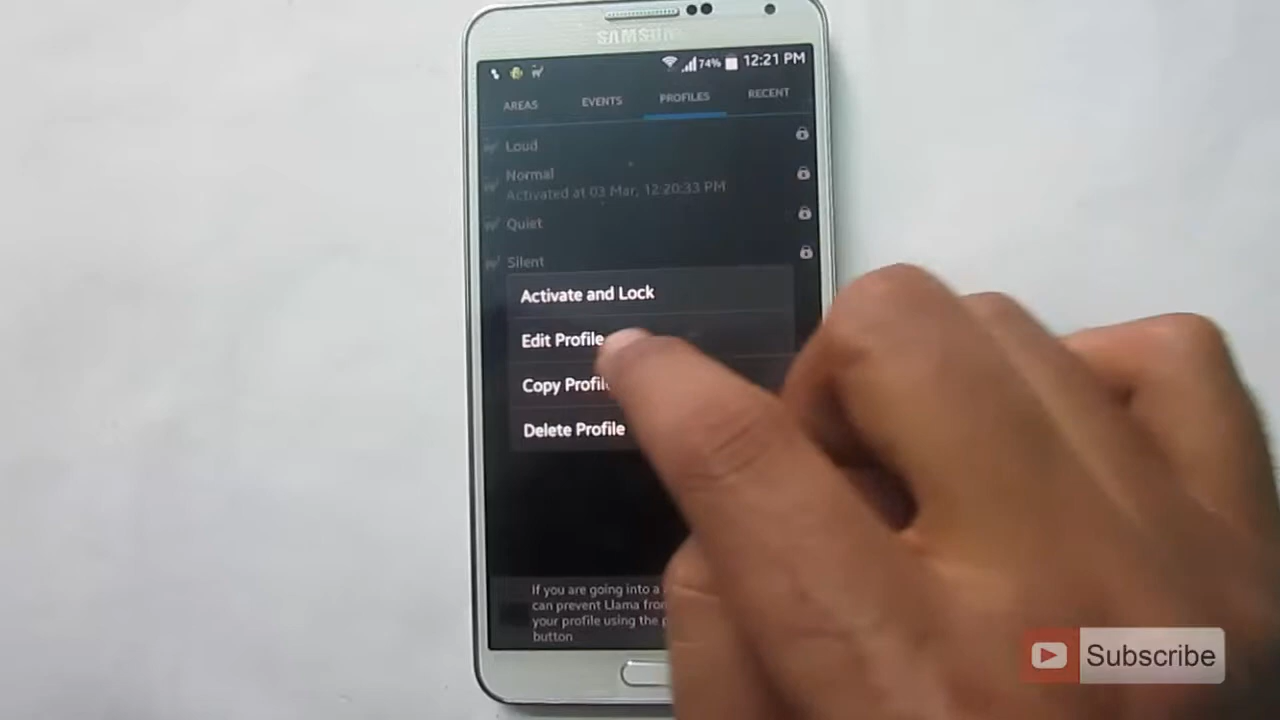 SAMSUNG
74% 12:21 PM
AREAS EVENTS PROFILES RECENT
Loud
Normal
Activated at 03 Mar, 12:20:33 PM
Quiet
Silent
Activate and Lock
Edit Profile
Copy Profile
Delete Profile
If you are going into a
can prevent Llama from
your profile using the
button
Subscribe